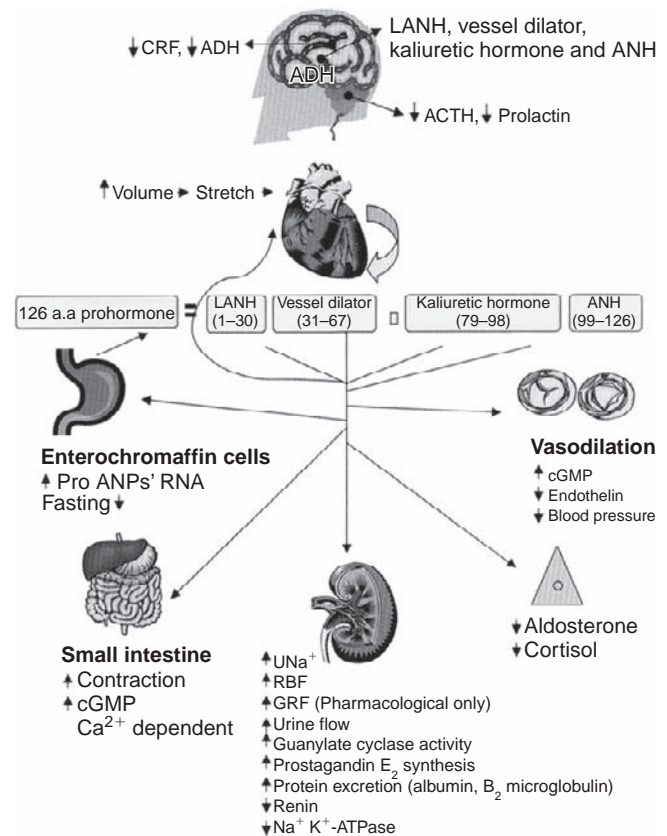 LANH, vessel dilator,
kaliuretic hormone and ANH
↓ CRF, ↓ ADH
ADH
↓ ACTH, ↓ Prolactin
↑ Volume ► Stretch ►
126 a.a prohormone =
LANH
(1–30)
Vessel dilator
(31–67)
Kaliuretic hormone
(79–98)
ANH
(99–126)
Enterochromaffin cells
↑ Pro ANPs' RNA
Fasting ↓
Vasodilation
↑ cGMP
↓ Endothelin
↓ Blood pressure
↓ Aldosterone
↓ Cortisol
Small intestine
↑ Contraction
↑ cGMP
Ca²⁺ dependent
↑ UNa⁺
↑ RBF
↑ GRF (Pharmacological only)
↑ Urine flow
↑ Guanylate cyclase activity
↑ Prostagandin E₂ synthesis
↑ Protein excretion (albumin, B₂ microglobulin)
↓ Renin
↓ Na⁺ K⁺-ATPase